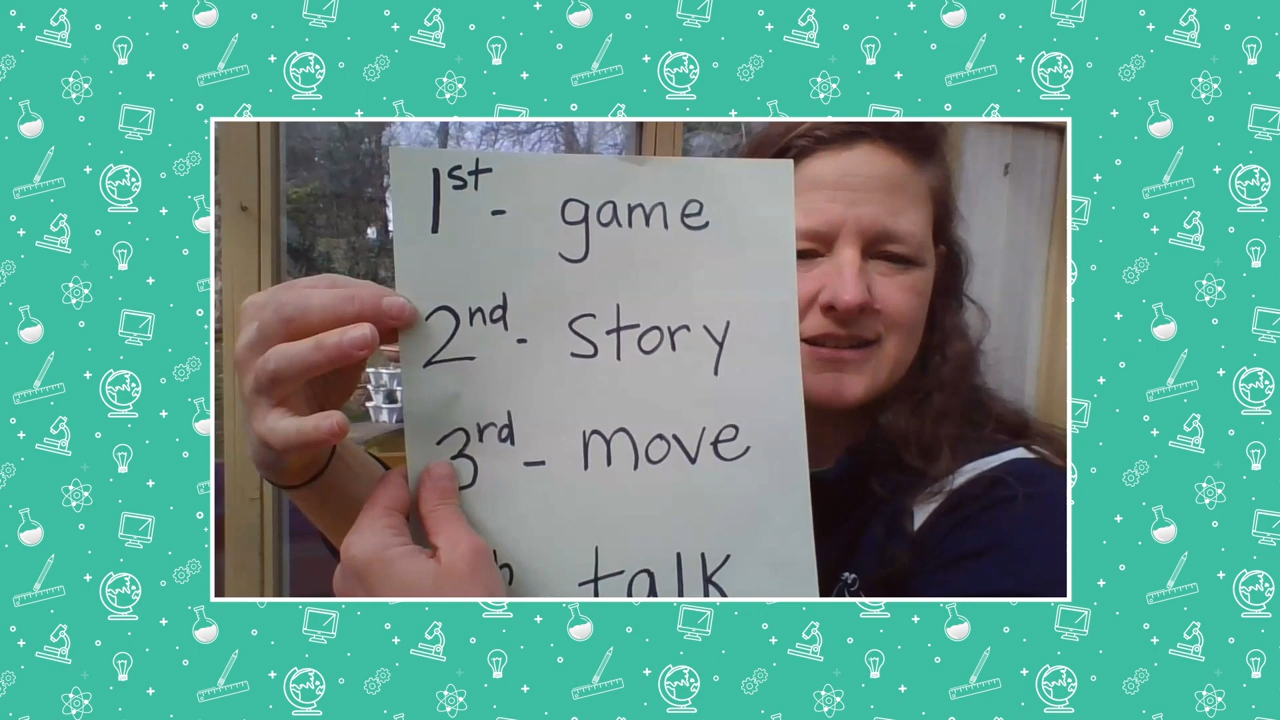 1st - game
2nd - story
3rd - move
talk